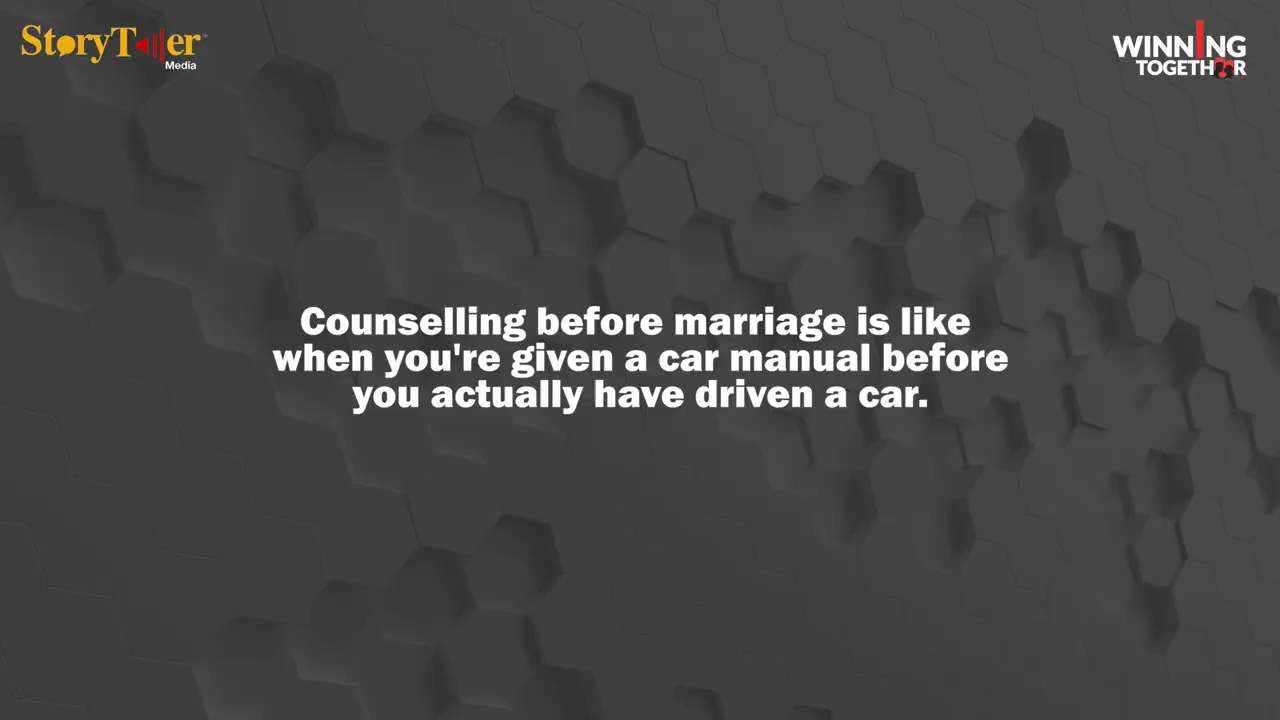 StoryTeller
Media
WINNING
TOGETHER
Counselling before marriage is like
when you're given a car manual before
you actually have driven a car.